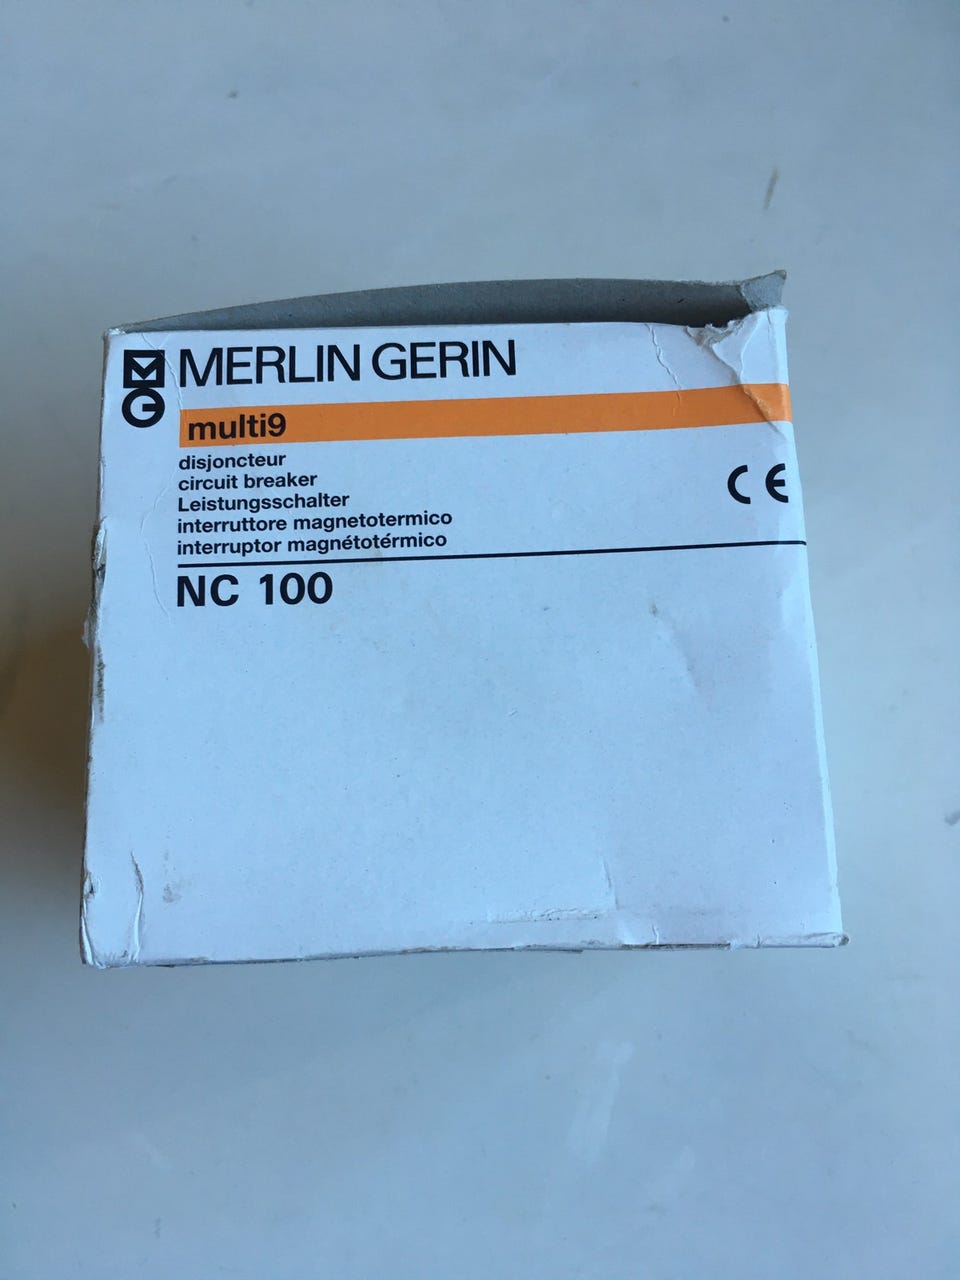 MERLIN GERIN
multi9
disjoncteur
circuit breaker
Leistungsschalter
interruttore magnetotermico
interruptor magnétotérmico
CE
NC 100